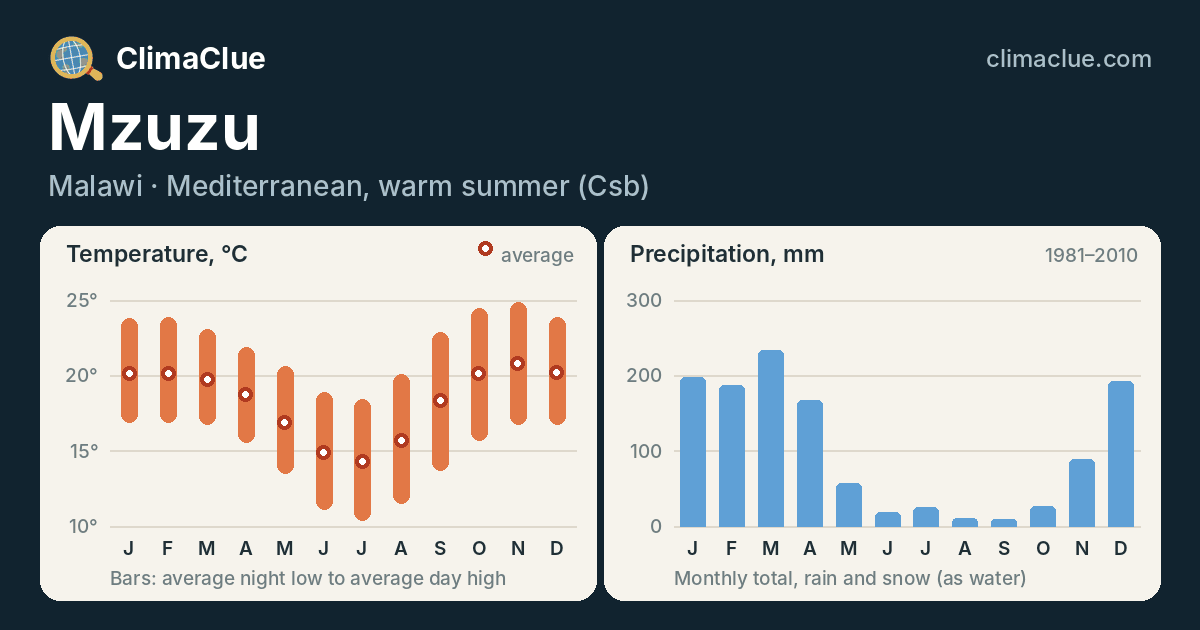 ClimaClue
climaclue.com
Mzuzu
Malawi · Mediterranean, warm summer (Csb)
Temperature, °C
average
25°
20°
15°
10°
J F M A M J J A S O N D
Bars: average night low to average day high
Precipitation, mm
1981–2010
300
200
100
0
J F M A M J J A S O N D
Monthly total, rain and snow (as water)